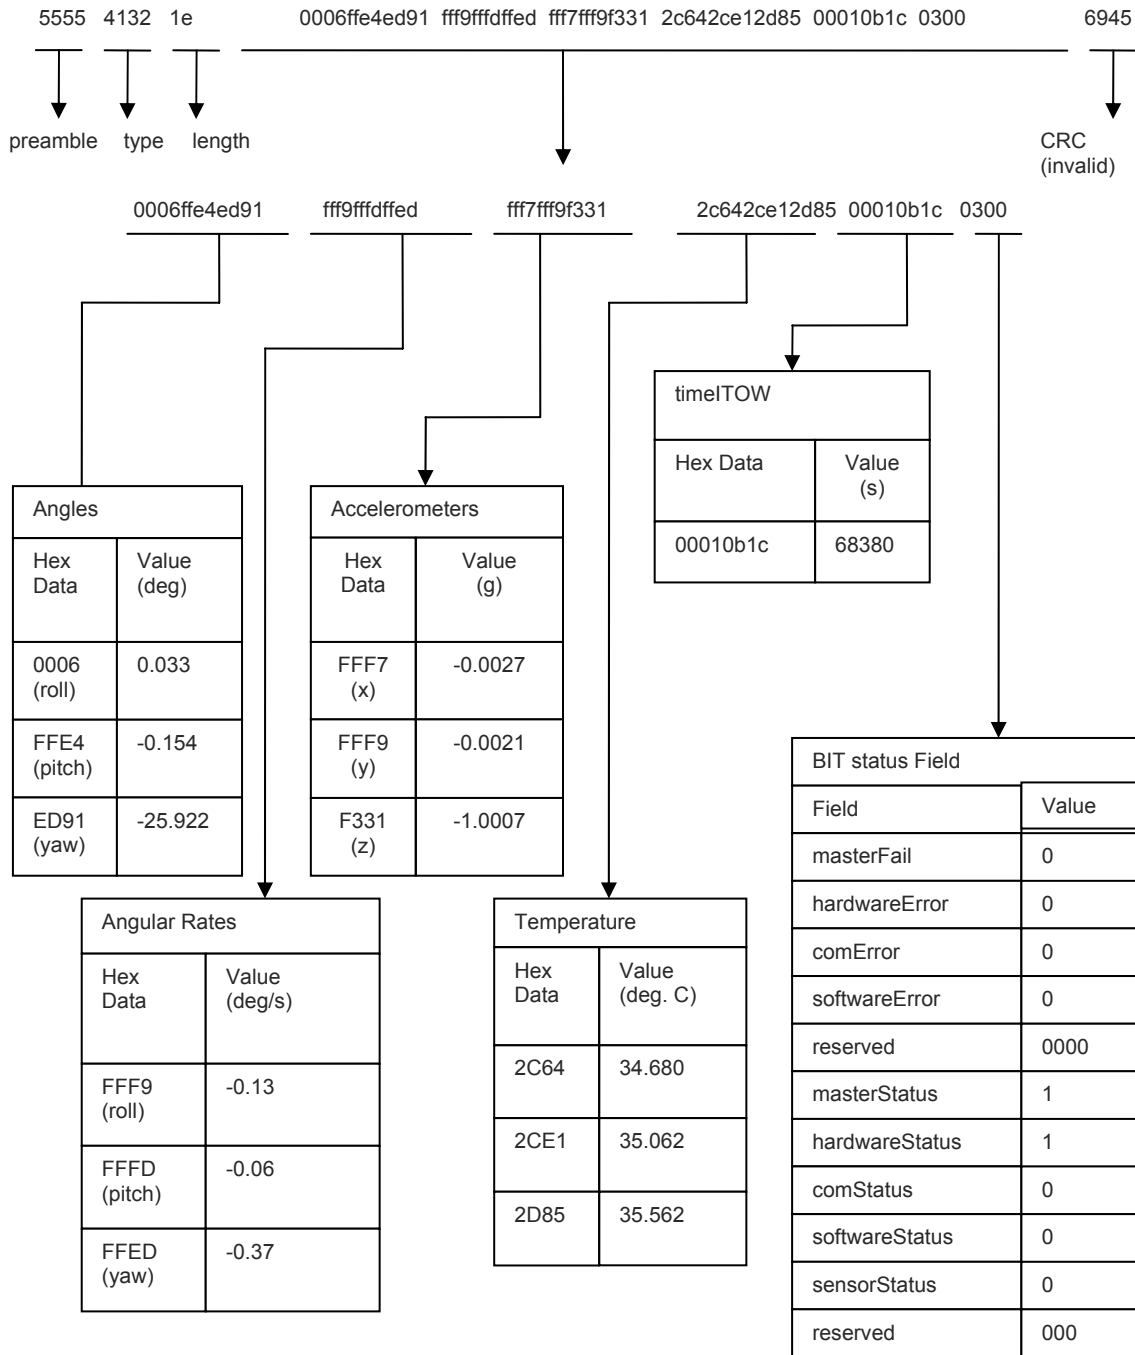 5555 4132 1e 0006ffe4ed91 fff9fffdffed fff7fff9f331 2c642ce12d85 00010b1c 0300 6945
preamble type length
CRC
(invalid)
0006ffe4ed91 fff9fffdffed fff7fff9f331 2c642ce12d85 00010b1c 0300
timeITOW
Hex Data Value
(s)
00010b1c 68380
Angles
Hex
Data Value
(deg)
0006
(roll) 0.033
FFE4
(pitch) -0.154
ED91
(yaw) -25.922
Accelerometers
Hex
Data Value
(g)
FFF7
(x) -0.0027
FFF9
(y) -0.0021
F331
(z) -1.0007
Angular Rates
Hex
Data Value
(deg/s)
FFF9
(roll) -0.13
FFFD
(pitch) -0.06
FFED
(yaw) -0.37
Temperature
Hex
Data Value
(deg. C)
2C64 34.680
2CE1 35.062
2D85 35.562
BIT status Field
Field Value
masterFail 0
hardwareError 0
comError 0
softwareError 0
reserved 0000
masterStatus 1
hardwareStatus 1
comStatus 0
softwareStatus 0
sensorStatus 0
reserved 000